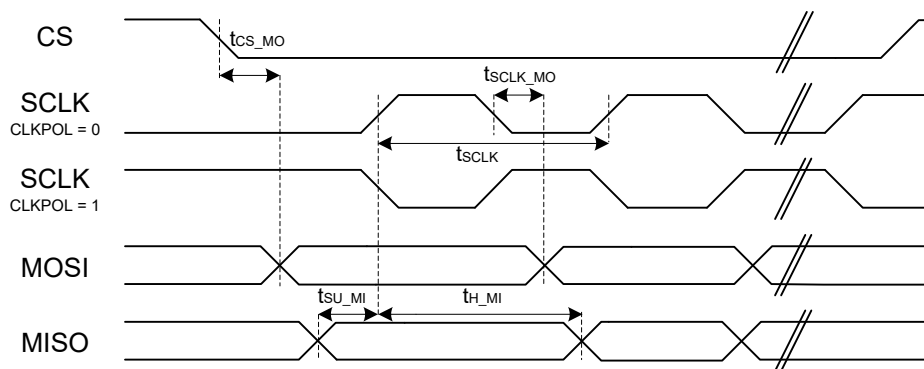 CS
tCS_MO
tSCLK_MO
SCLK
CLKPOL = 0
tSCLK
SCLK
CLKPOL = 1
MOSI
tSU_MI
tH_MI
MISO